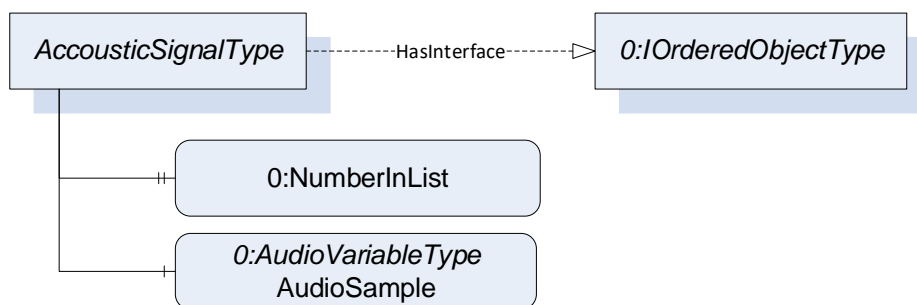 AccousticSignalType
HasInterface
0:IOrderedObjectType
0:NumberInList
0:AudioVariableType
AudioSample